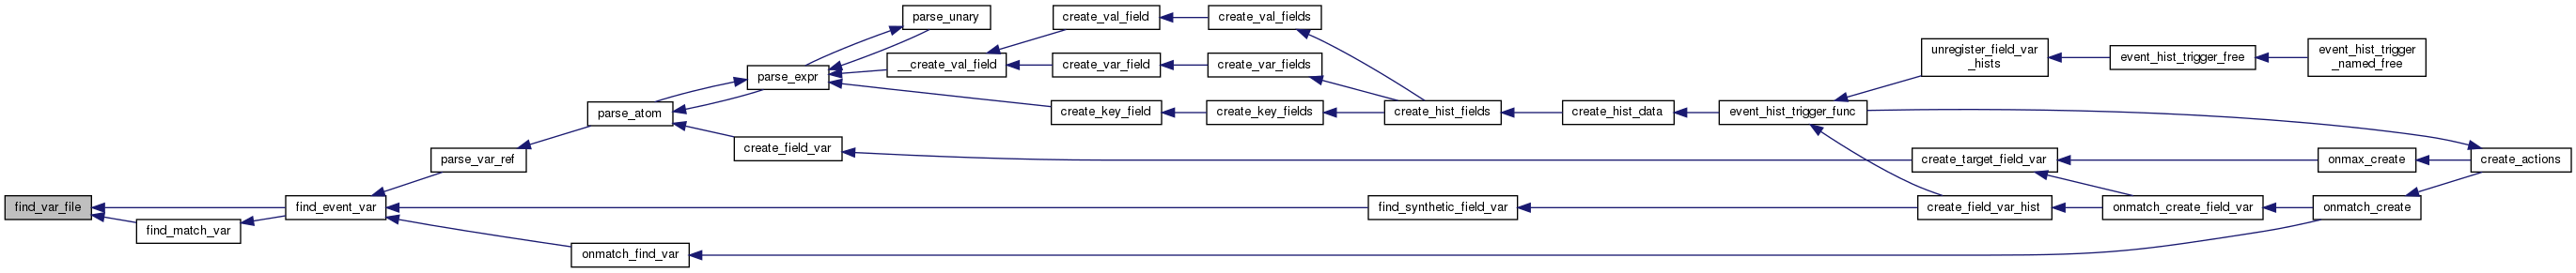 parse_unary
create_val_field
create_val_fields
unregister_field_var
_hists
event_hist_trigger_free
event_hist_trigger
_named_free
__create_val_field
create_var_field
create_var_fields
parse_expr
parse_atom
create_key_field
create_key_fields
create_hist_fields
create_hist_data
event_hist_trigger_func
parse_var_ref
create_field_var
create_target_field_var
onmax_create
create_actions
find_var_file
find_event_var
find_match_var
find_synthetic_field_var
create_field_var_hist
onmatch_create_field_var
onmatch_create
onmatch_find_var